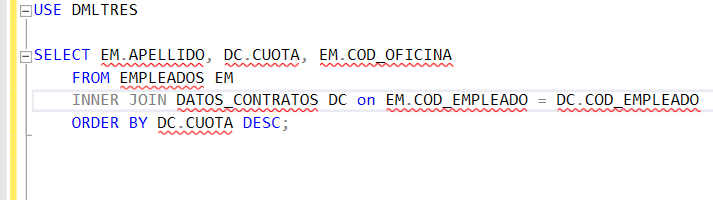 USE DMLTRES
SELECT EM.APELLIDO, DC.CUOTA, EM.COD_OFICINA
FROM EMPLEADOS EM
INNER JOIN DATOS_CONTRATOS DC on EM.COD_EMPLEADO = DC.COD_EMPLEADO
ORDER BY DC.CUOTA DESC;